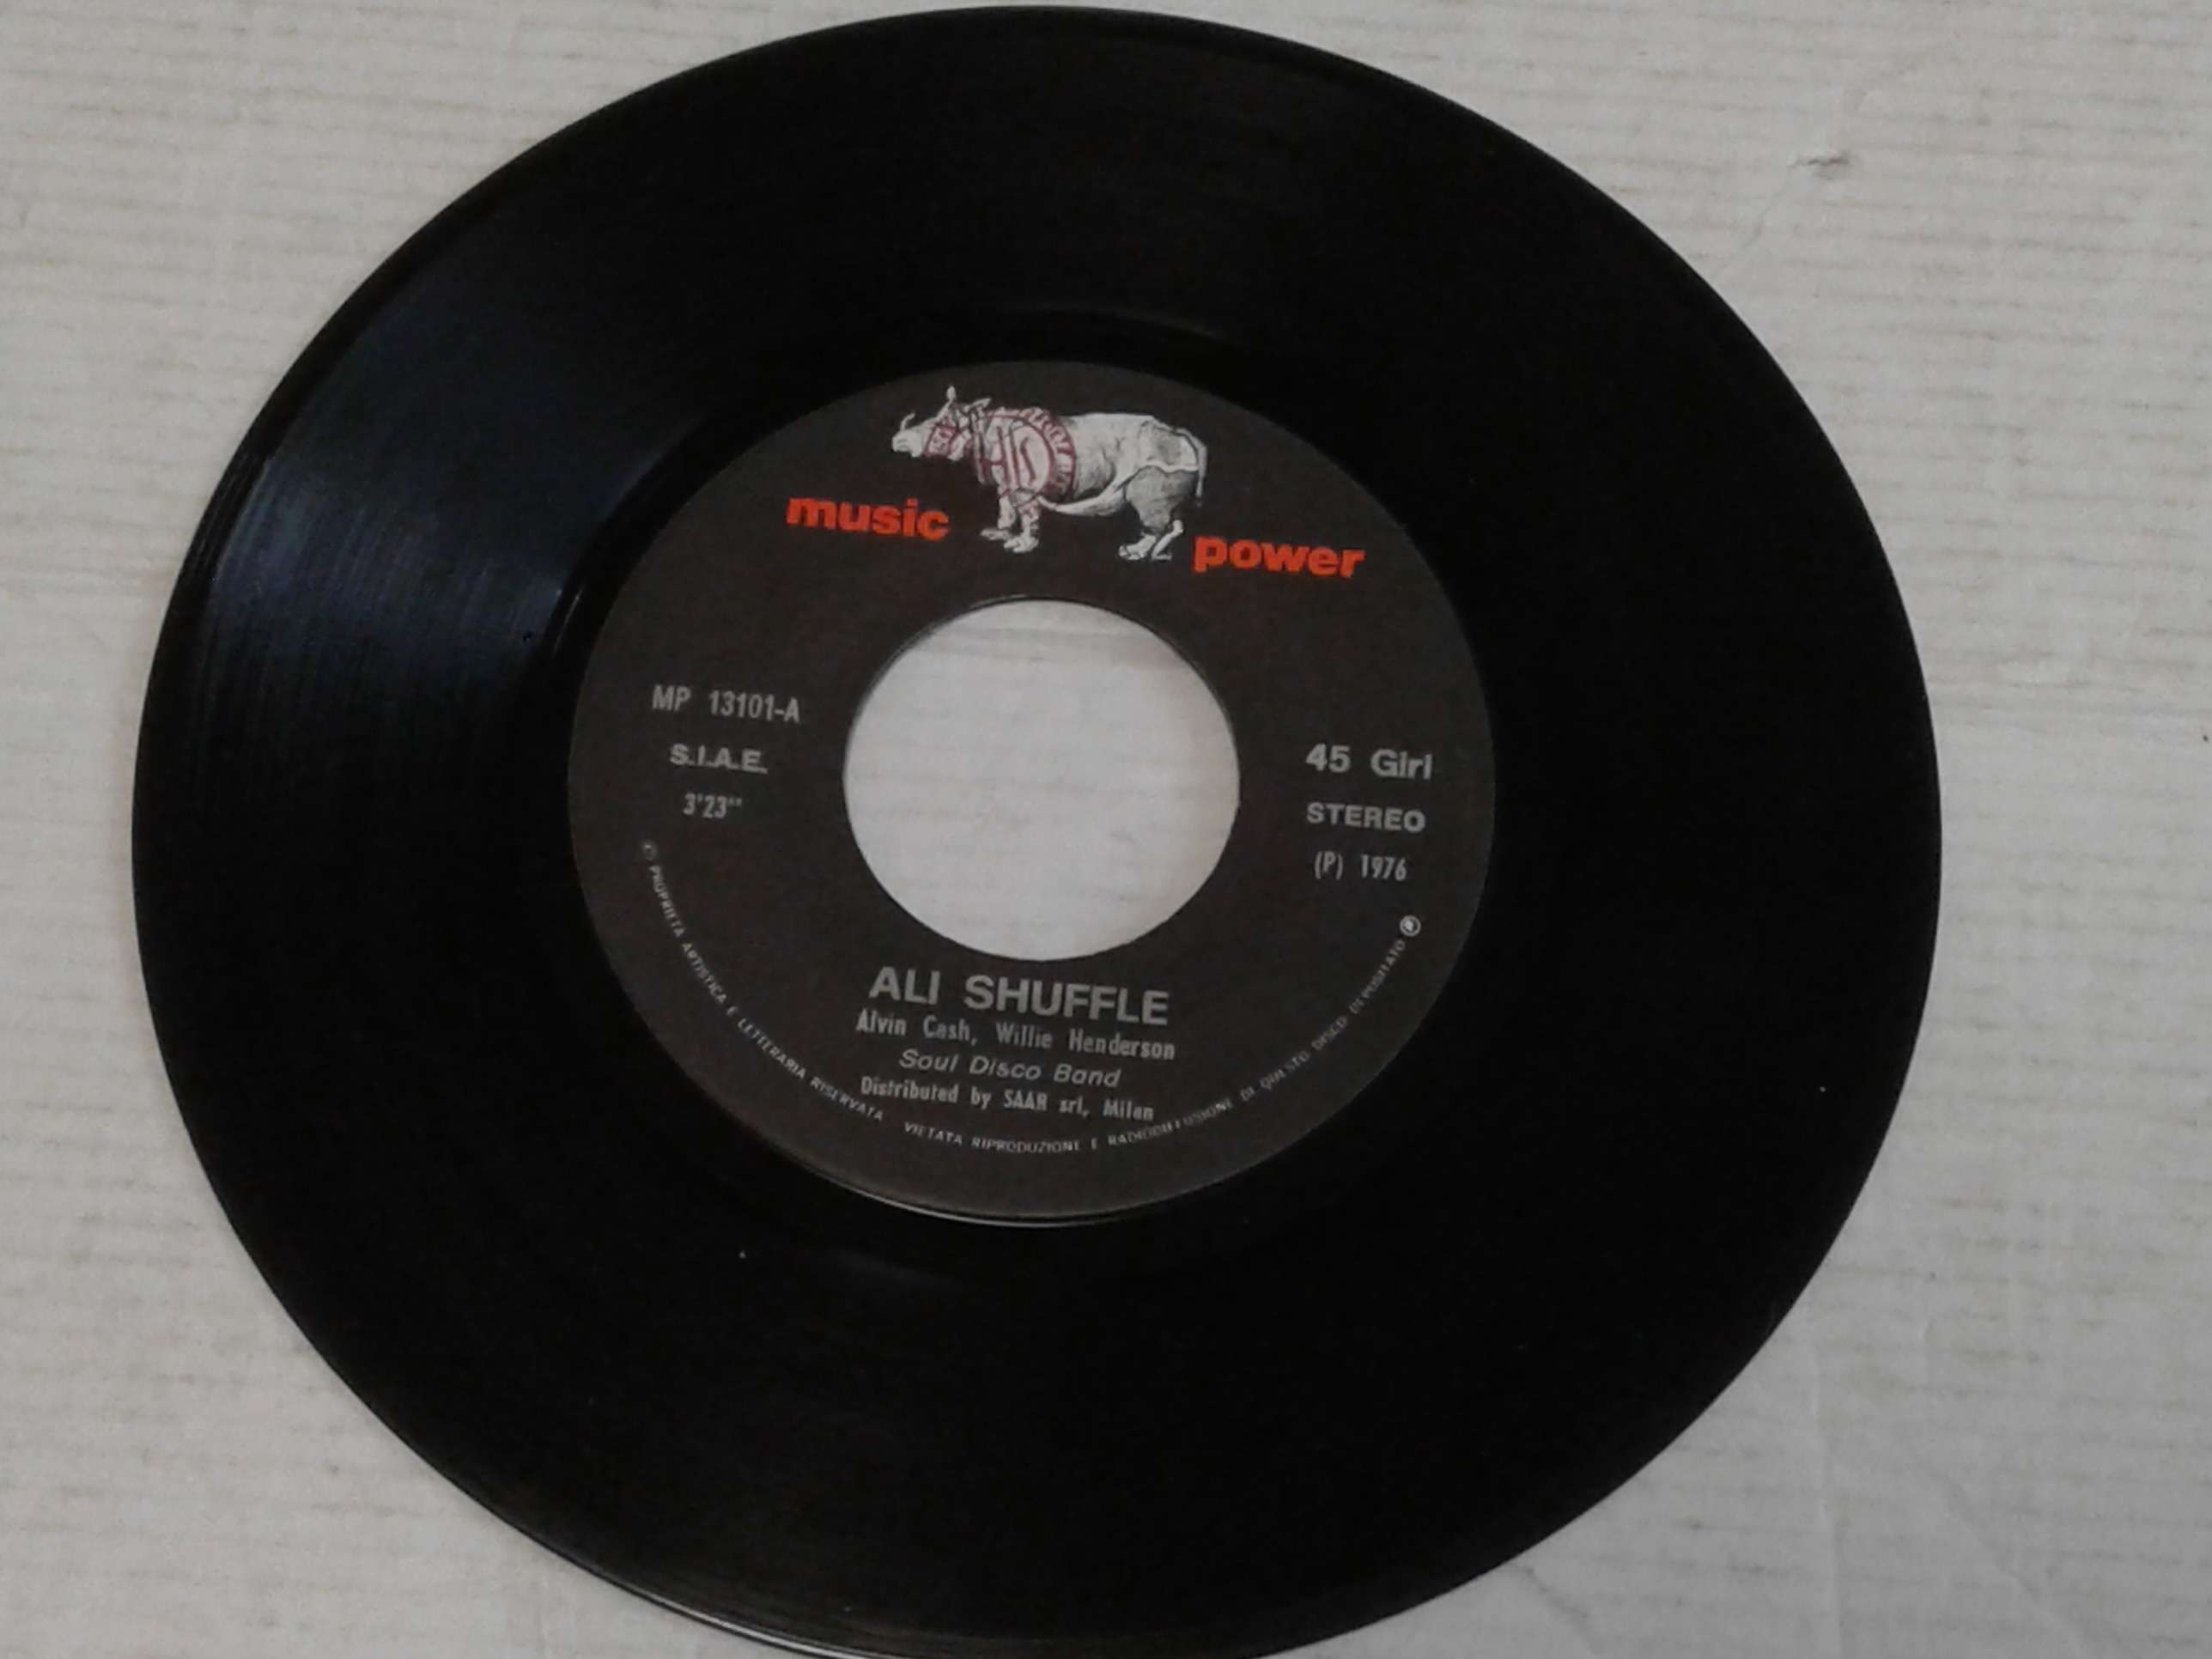 music power
MP 13101-A
S.I.A.E.
3'23"
45 Giri
STEREO
(P) 1976
ALI SHUFFLE
Alvin Cash, Willie Henderson
Soul Disco Band
Distributed by SAAR srl, Milan
© PROPRIETA ARTISTICA E LETTERARIA RISERVATA VIETATA RIPRODUZIONE E RADIODIFFUSIONE DI QUESTO DISCO DEPOSITATO